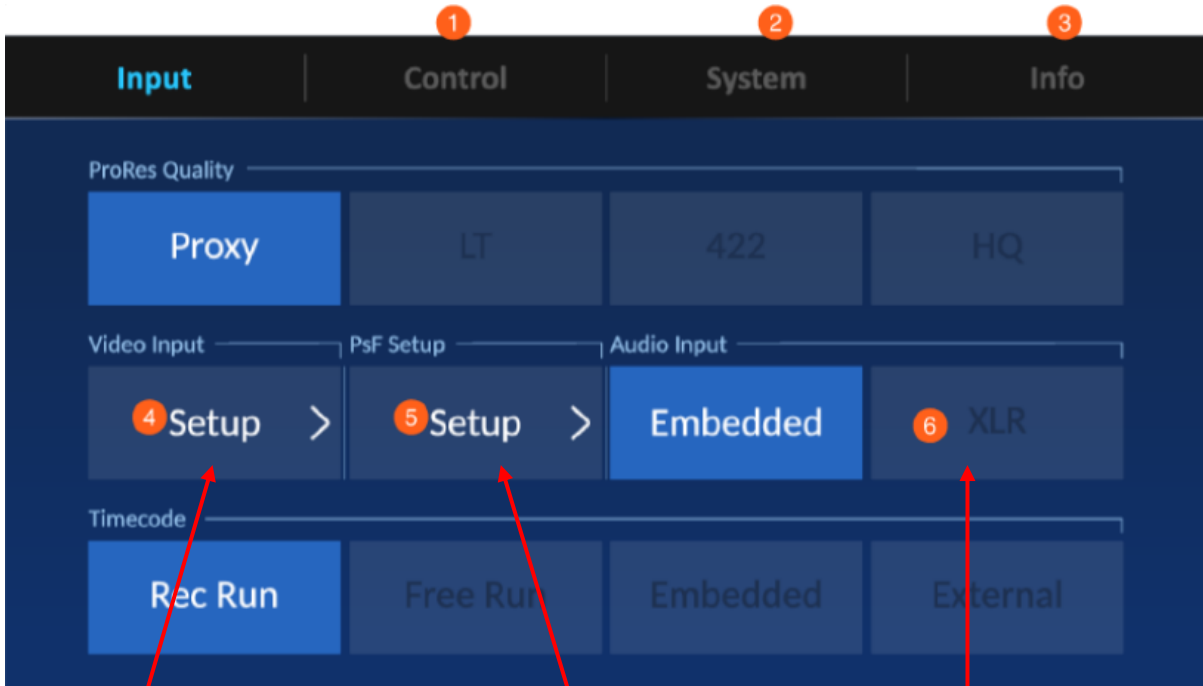 1 2 3
Input Control System Info
ProRes Quality
Proxy LT 422 HQ
Video Input PsF Setup Audio Input
4 Setup > 5 Setup > Embedded 6 XLR
Timecode
Rec Run Free Run Embedded External